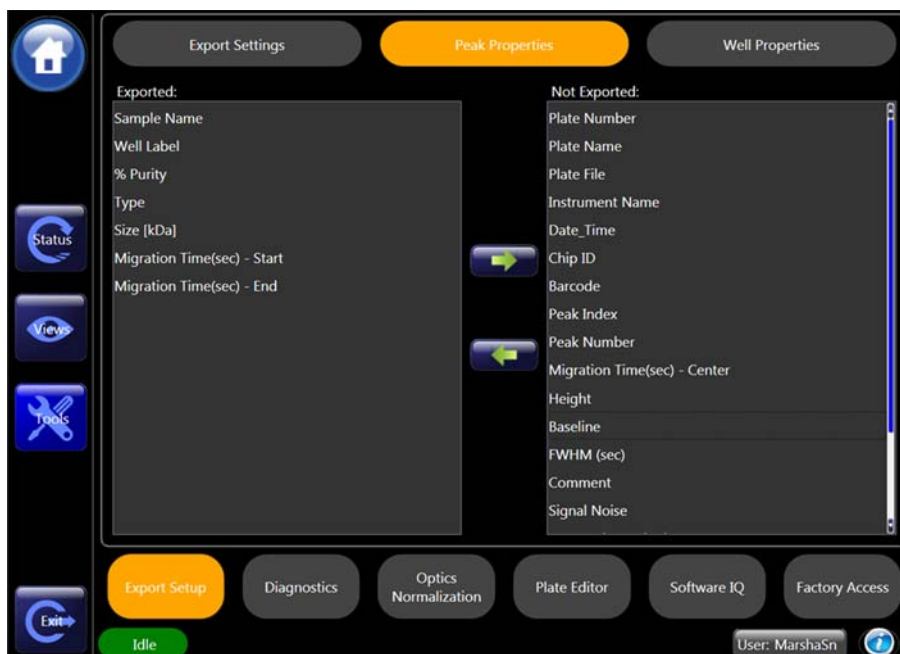 Export Settings
Peak Properties
Well Properties
Exported:
Sample Name
Well Label
% Purity
Type
Size [kDa]
Migration Time(sec) - Start
Migration Time(sec) - End
Not Exported:
Plate Number
Plate Name
Plate File
Instrument Name
Date_Time
Chip ID
Barcode
Peak Index
Peak Number
Migration Time(sec) - Center
Height
Baseline
FWHM (sec)
Comment
Signal Noise
Status
Views
Tools
Exit
Export Setup
Diagnostics
Optics
Normalization
Plate Editor
Software IQ
Factory Access
Idle
User: MarshaSn